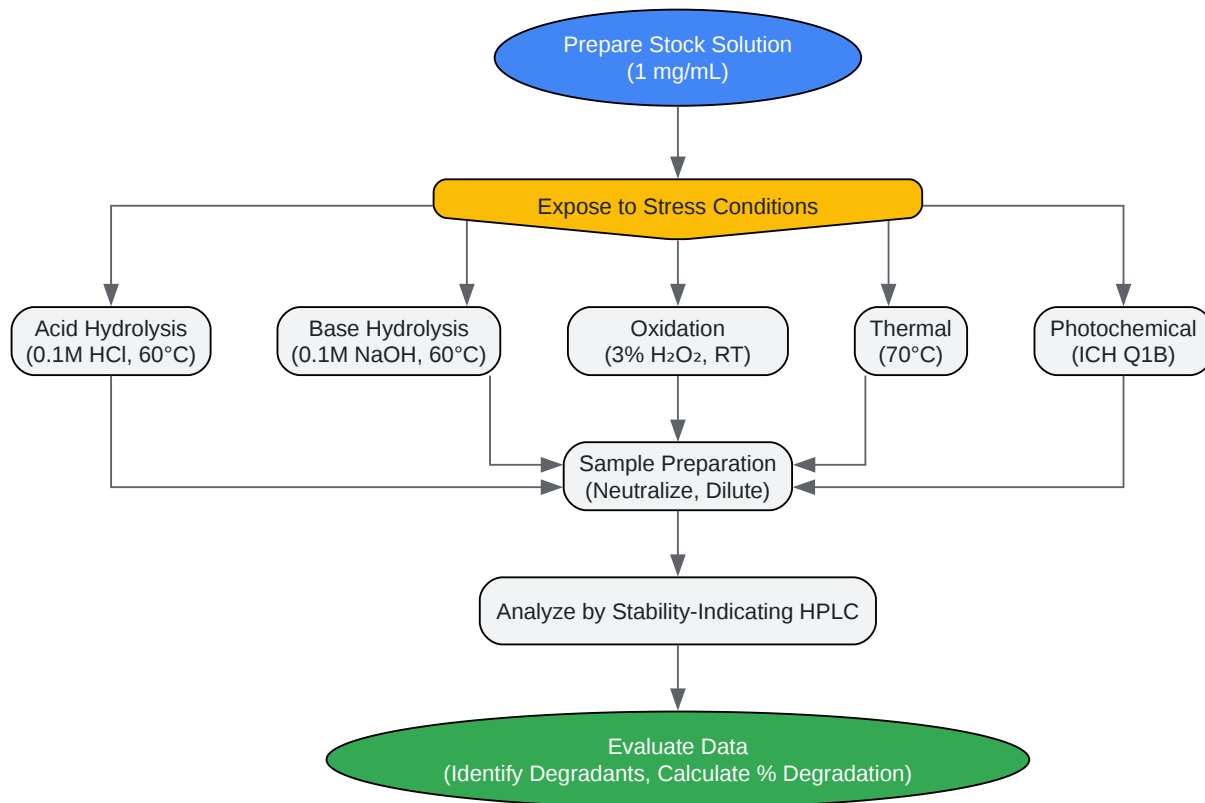 Prepare Stock Solution
(1 mg/mL)
Expose to Stress Conditions
Acid Hydrolysis
(0.1M HCl, 60°C)
Base Hydrolysis
(0.1M NaOH, 60°C)
Oxidation
(3% H₂O₂, RT)
Thermal
(70°C)
Photochemical
(ICH Q1B)
Sample Preparation
(Neutralize, Dilute)
Analyze by Stability-Indicating HPLC
Evaluate Data
(Identify Degradants, Calculate % Degradation)